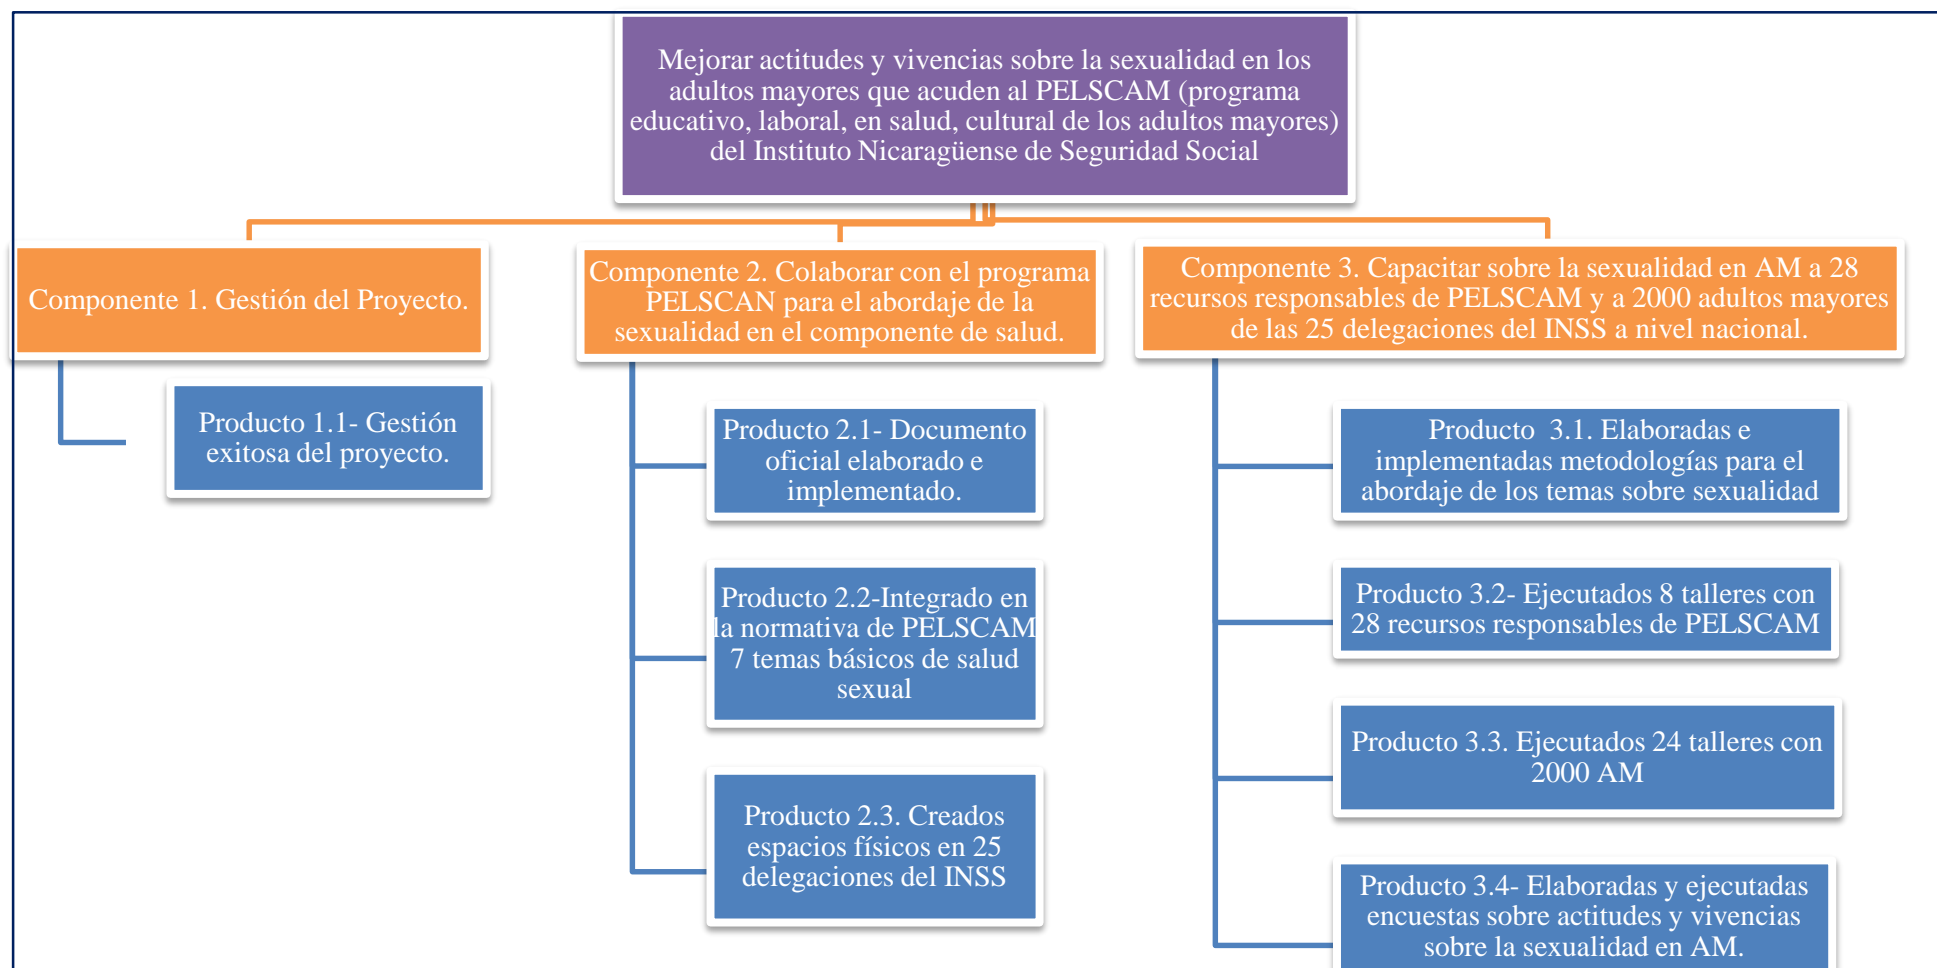 Mejorar actitudes y vivencias sobre la sexualidad en los
adultos mayores que acuden al PELSCAM (programa
educativo, laboral, en salud, cultural de los adultos mayores)
del Instituto Nicaragüense de Seguridad Social
Componente 1. Gestión del Proyecto.
Producto 1.1- Gestión
exitosa del proyecto.
Componente 2. Colaborar con el programa
PELSCAN para el abordaje de la
sexualidad en el componente de salud.
Producto 2.1- Documento
oficial elaborado e
implementado.
Producto 2.2-Integrado en
la normativa de PELSCAM
7 temas básicos de salud
sexual
Producto 2.3. Creados
espacios físicos en 25
delegaciones del INSS
Componente 3. Capacitar sobre la sexualidad en AM a 28
recursos responsables de PELSCAM y a 2000 adultos mayores
de las 25 delegaciones del INSS a nivel nacional.
Producto  3.1. Elaboradas e
implementadas metodologías para el
abordaje de los temas sobre sexualidad
Producto 3.2- Ejecutados 8 talleres con
28 recursos responsables de PELSCAM
Producto 3.3. Ejecutados 24 talleres con
2000 AM
Producto 3.4- Elaboradas y ejecutadas
encuestas sobre actitudes y vivencias
sobre la sexualidad en AM.